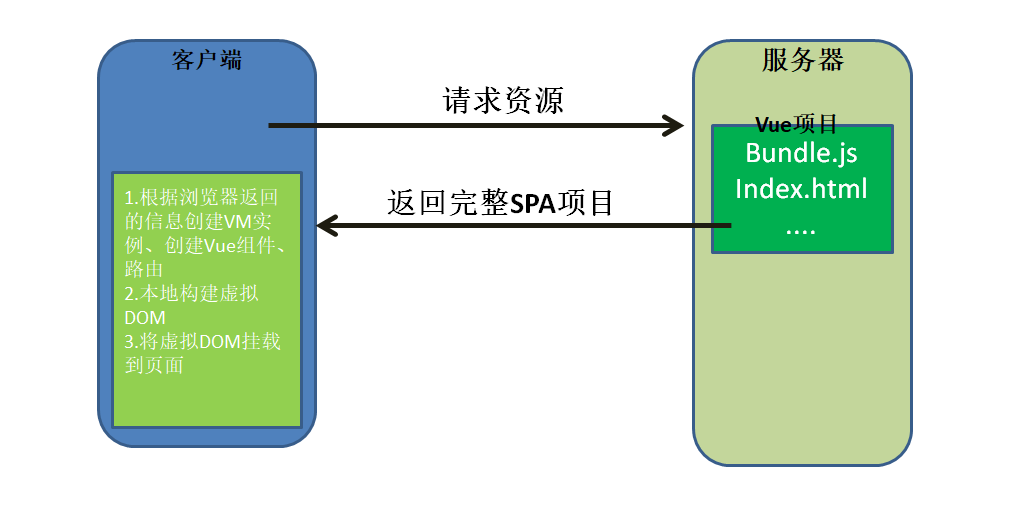 客户端
服务器
请求资源
Vue项目
Bundle.js
Index.html
....
返回完整SPA项目
1.根据浏览器返回
的信息创建VM实
例、创建Vue组件、
路由
2.本地构建虚拟
DOM
3.将虚拟DOM挂载
到页面